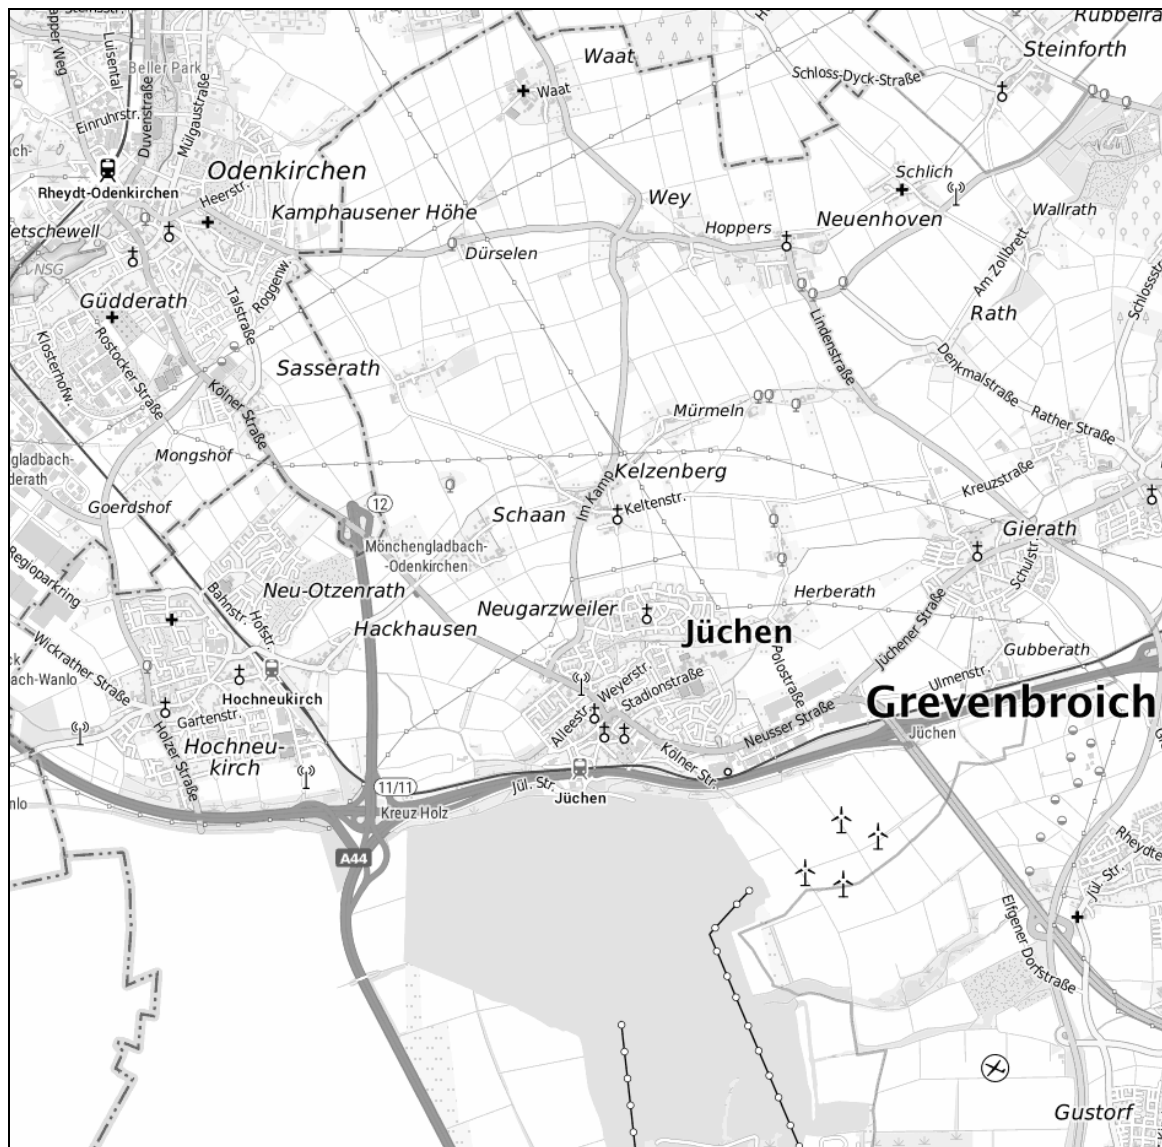 Luisental
Beller Park
Einruhrstr.
Duvenstraße
Mülgaustraße
Waat
Waat
Steinforth
Schloss-Dyck-Straße
Rheydt-Odenkirchen
Odenkirchen
Heerstr.
Kamphausener Höhe
Wey
Schlich
Neuenhoven
Wallrath
Hoppers
Dürselen
NSG
Güdderath
Talstraße
Roggenw.
Am Zollbrett
Rath
Klosterhofw.
Rostocker Straße
Sasserath
Lindenstraße
Denkmalstraße
Kölner Straße
Mürmeln
Rather Straße
Mongshof
Kelzenberg
Kreuzstraße
Goerdshof
12
Schaan
Im Kamp
Keltenstr.
Gierath
Mönchengladbach-
-Odenkirchen
Schulstr.
Regioparkring
Neu-Otzenrath
Neugarzweiler
Herberath
Bahnstr.
Hofstr.
Hackhausen
Jüchen
Jüchener Straße
Gubberath
Wickrather Straße
Weyerstr.
Polostraße
Ulmenstr.
Hochneukirch
Stadionstraße
Grevenbroich
Gartenstr.
Alleestr.
Neusser Straße
Jüchen
Hochneu-
kirch
Holzer Straße
Kölner Str.
11/11
Jül. Str.
Jüchen
Kreuz Holz
A44
Jül. Str.
Elfgener Dorfstraße
Gustorf